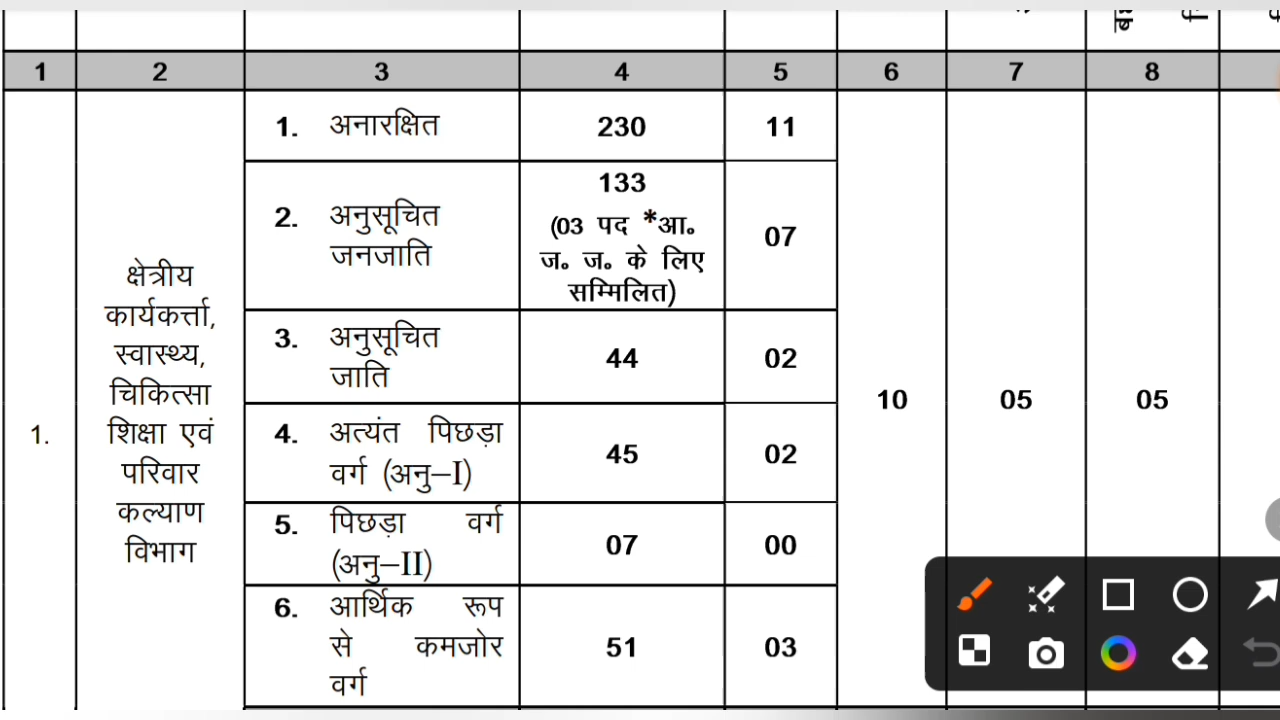 1 2 3 4 5 6 7 8
1. अनारक्षित 230 11
2. अनुसूचित
जनजाति
133
(03 पद *आ॰
ज॰ ज॰ के लिए
सम्मिलित)
07
3. अनुसूचित
जाति
44 02
4. अत्यंत पिछड़ा
वर्ग (अनु–I)
45 02
5. पिछड़ा वर्ग
(अनु–II)
07 00
6. आर्थिक रूप
से कमजोर
वर्ग
51 03
1.
क्षेत्रीय
कार्यकर्त्ता,
स्वास्थ्य,
चिकित्सा
शिक्षा एवं
परिवार
कल्याण
विभाग
10 05 05